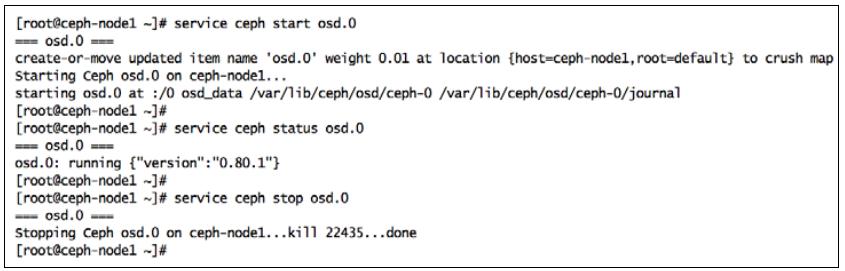 [root@ceph-node1 ~]# service ceph start osd.0
=== osd.0 ===
create-or-move updated item name 'osd.0' weight 0.01 at location {host=ceph-node1,root=default} to crush map
Starting Ceph osd.0 on ceph-node1...
starting osd.0 at :/0 osd_data /var/lib/ceph/osd/ceph-0 /var/lib/ceph/osd/ceph-0/journal
[root@ceph-node1 ~]#
[root@ceph-node1 ~]# service ceph status osd.0
=== osd.0 ===
osd.0: running {"version":"0.80.1"}
[root@ceph-node1 ~]#
[root@ceph-node1 ~]# service ceph stop osd.0
=== osd.0 ===
Stopping Ceph osd.0 on ceph-node1...kill 22435...done
[root@ceph-node1 ~]#